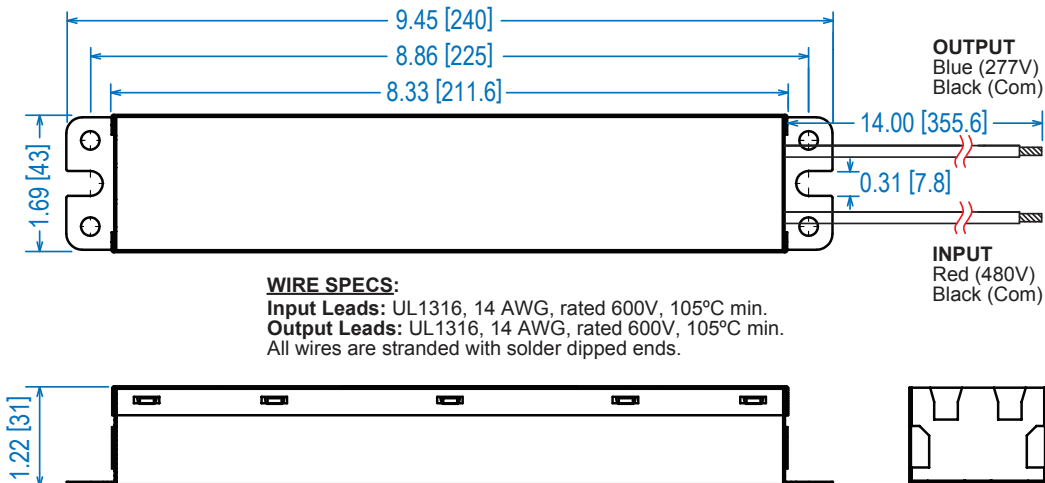 9.45 [240]
8.86 [225]
8.33 [211.6]
OUTPUT
Blue (277V)
Black (Com)
14.00 [355.6]
1.69 [43]
0.31 [7.8]
INPUT
Red (480V)
Black (Com)
WIRE SPECS:
Input Leads: UL1316, 14 AWG, rated 600V, 105ºC min.
Output Leads: UL1316, 14 AWG, rated 600V, 105ºC min.
All wires are stranded with solder dipped ends.
1.22 [31]